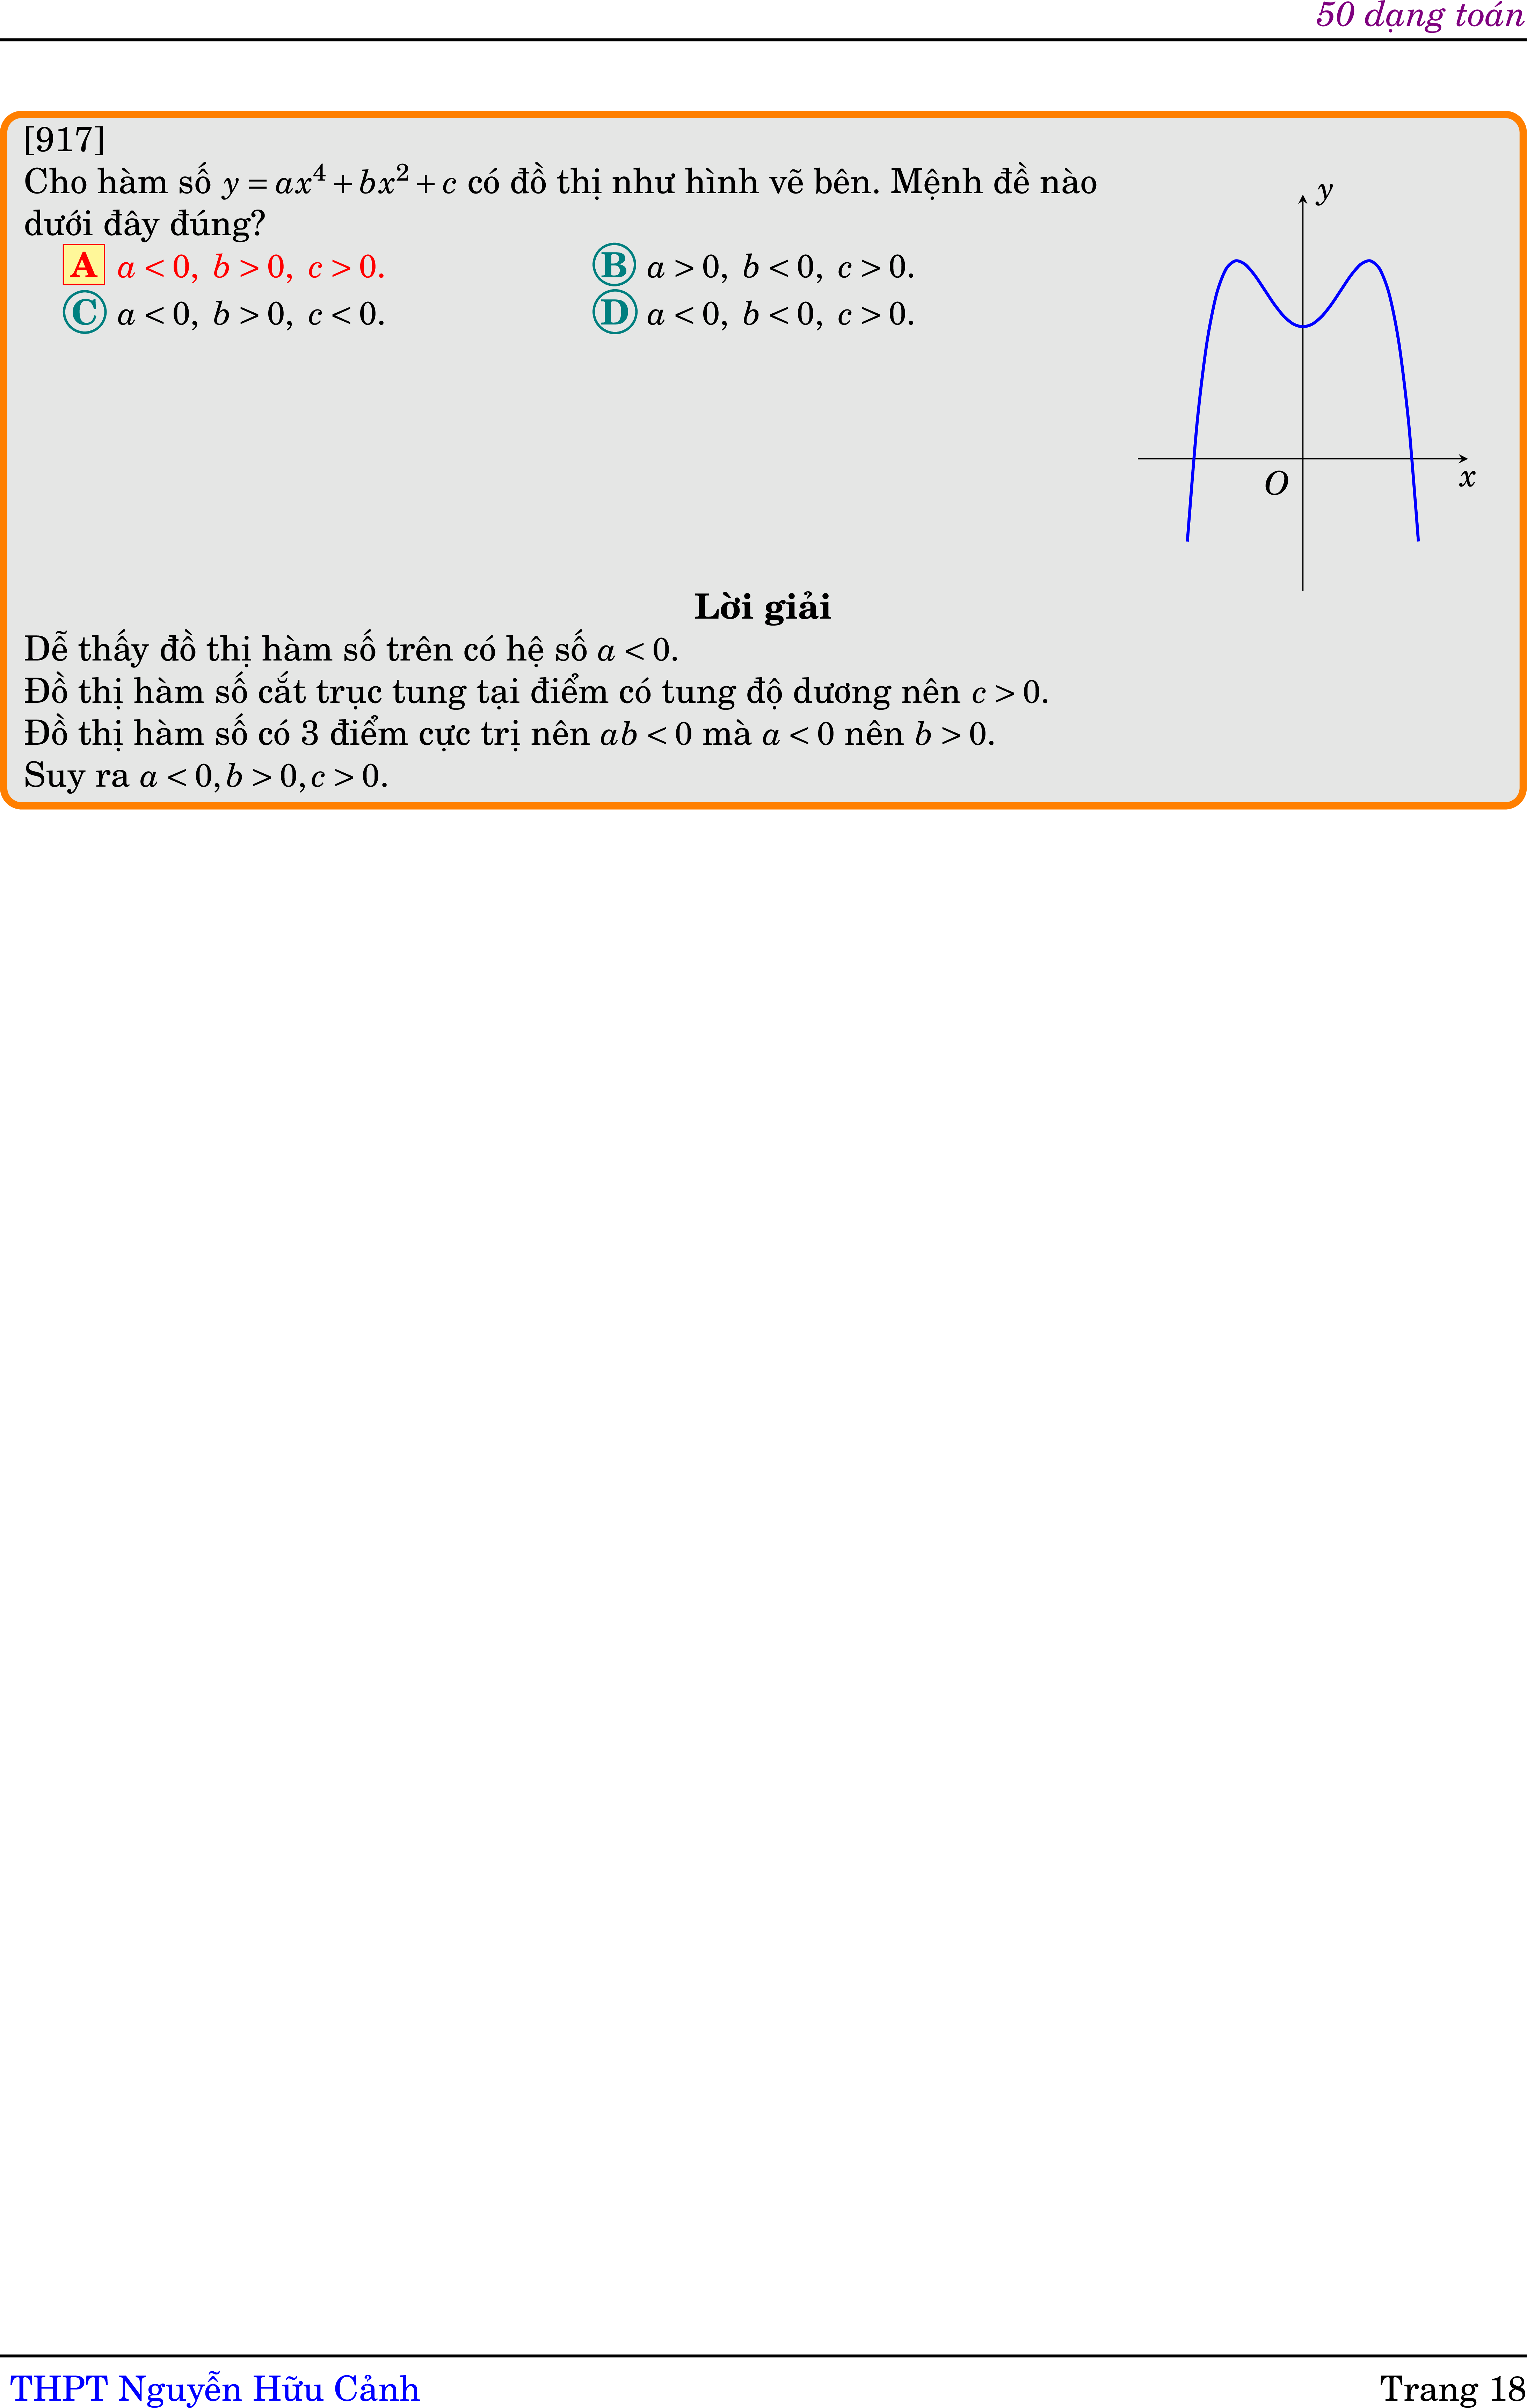 50 dạng toán
[917]
Cho hàm số y = ax⁴ + bx² + c có đồ thị như hình vẽ bên. Mệnh đề nào
dưới đây đúng?
A a < 0, b > 0, c > 0. B a > 0, b < 0, c > 0.
C a < 0, b > 0, c < 0. D a < 0, b < 0, c > 0.
y
O
x
Lời giải
Dễ thấy đồ thị hàm số trên có hệ số a < 0.
Đồ thị hàm số cắt trục tung tại điểm có tung độ dương nên c > 0.
Đồ thị hàm số có 3 điểm cực trị nên ab < 0 mà a < 0 nên b > 0.
Suy ra a < 0, b > 0, c > 0.
THPT Nguyễn Hữu Cảnh Trang 18